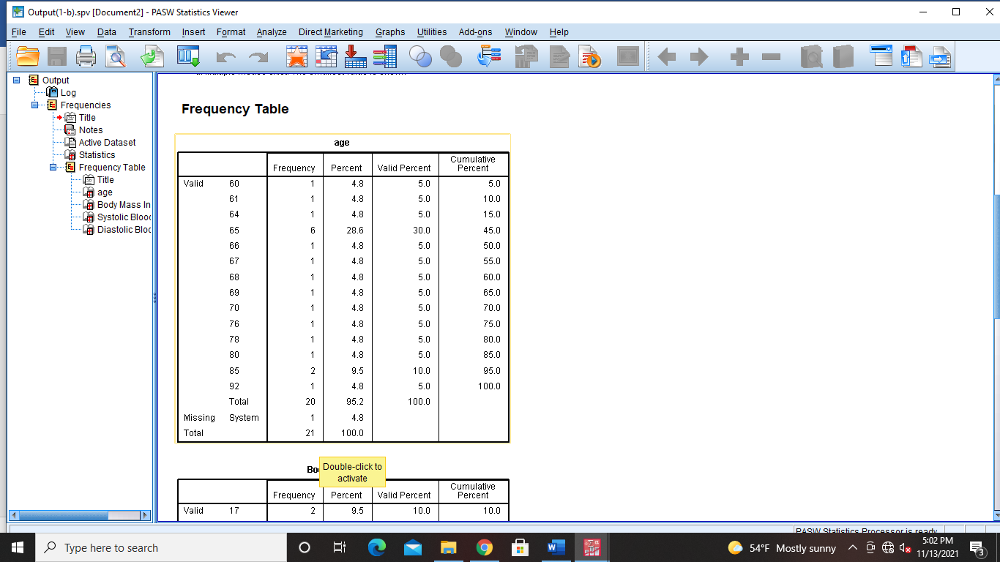 Output(1-b).spv [Document2] - PASW Statistics Viewer
File Edit View Data Transform Insert Format Analyze Direct Marketing Graphs Utilities Add-ons Window Help
Output
Log
Frequencies
Title
Notes
Active Dataset
Statistics
Frequency Table
Title
age
Body Mass In
Systolic Blood
Diastolic Bloo
Frequency Table
age
Frequency Percent Valid Percent Cumulative Percent
Valid 60 1 4.8 5.0 5.0
61 1 4.8 5.0 10.0
64 1 4.8 5.0 15.0
65 6 28.6 30.0 45.0
66 1 4.8 5.0 50.0
67 1 4.8 5.0 55.0
68 1 4.8 5.0 60.0
69 1 4.8 5.0 65.0
70 1 4.8 5.0 70.0
76 1 4.8 5.0 75.0
78 1 4.8 5.0 80.0
80 1 4.8 5.0 85.0
85 2 9.5 10.0 95.0
92 1 4.8 5.0 100.0
Total 20 95.2 100.0
Missing System 1 4.8
Total 21 100.0
Double-click to
activate
Frequency Percent Valid Percent Cumulative Percent
Valid 17 2 9.5 10.0 10.0
PASW Statistics Processor is ready
Type here to search
54°F Mostly sunny
5:02 PM
11/13/2021
3